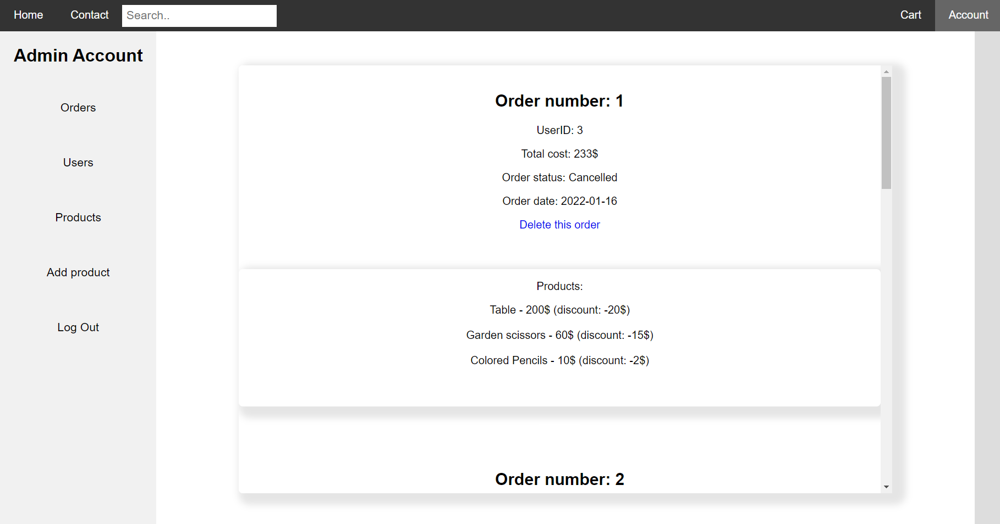 Home Contact Search.. Cart Account
Admin Account
Orders
Users
Products
Add product
Log Out
Order number: 1
UserID: 3
Total cost: 233$
Order status: Cancelled
Order date: 2022-01-16
Delete this order
Products:
Table - 200$ (discount: -20$)
Garden scissors - 60$ (discount: -15$)
Colored Pencils - 10$ (discount: -2$)
Order number: 2